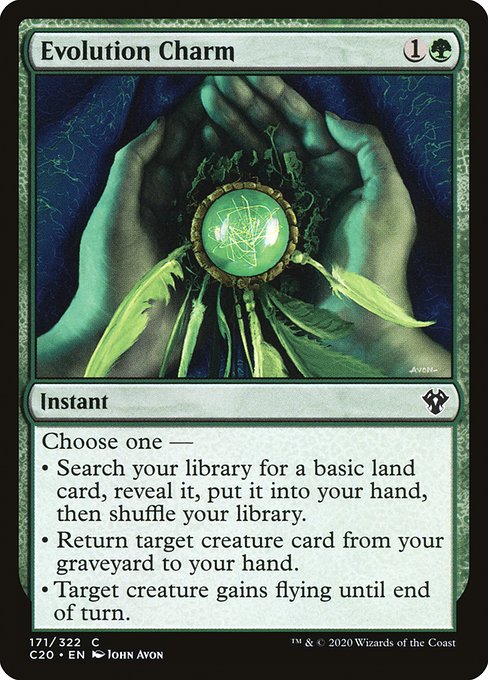 Evolution Charm 1
AVON–
Instant
Choose one —
• Search your library for a basic land
card, reveal it, put it into your hand,
then shuffle your library.
• Return target creature card from your
graveyard to your hand.
• Target creature gains flying until end
of turn.
171/322 C
™ & © 2020 Wizards of the Coast
C20 • EN JOHN AVON